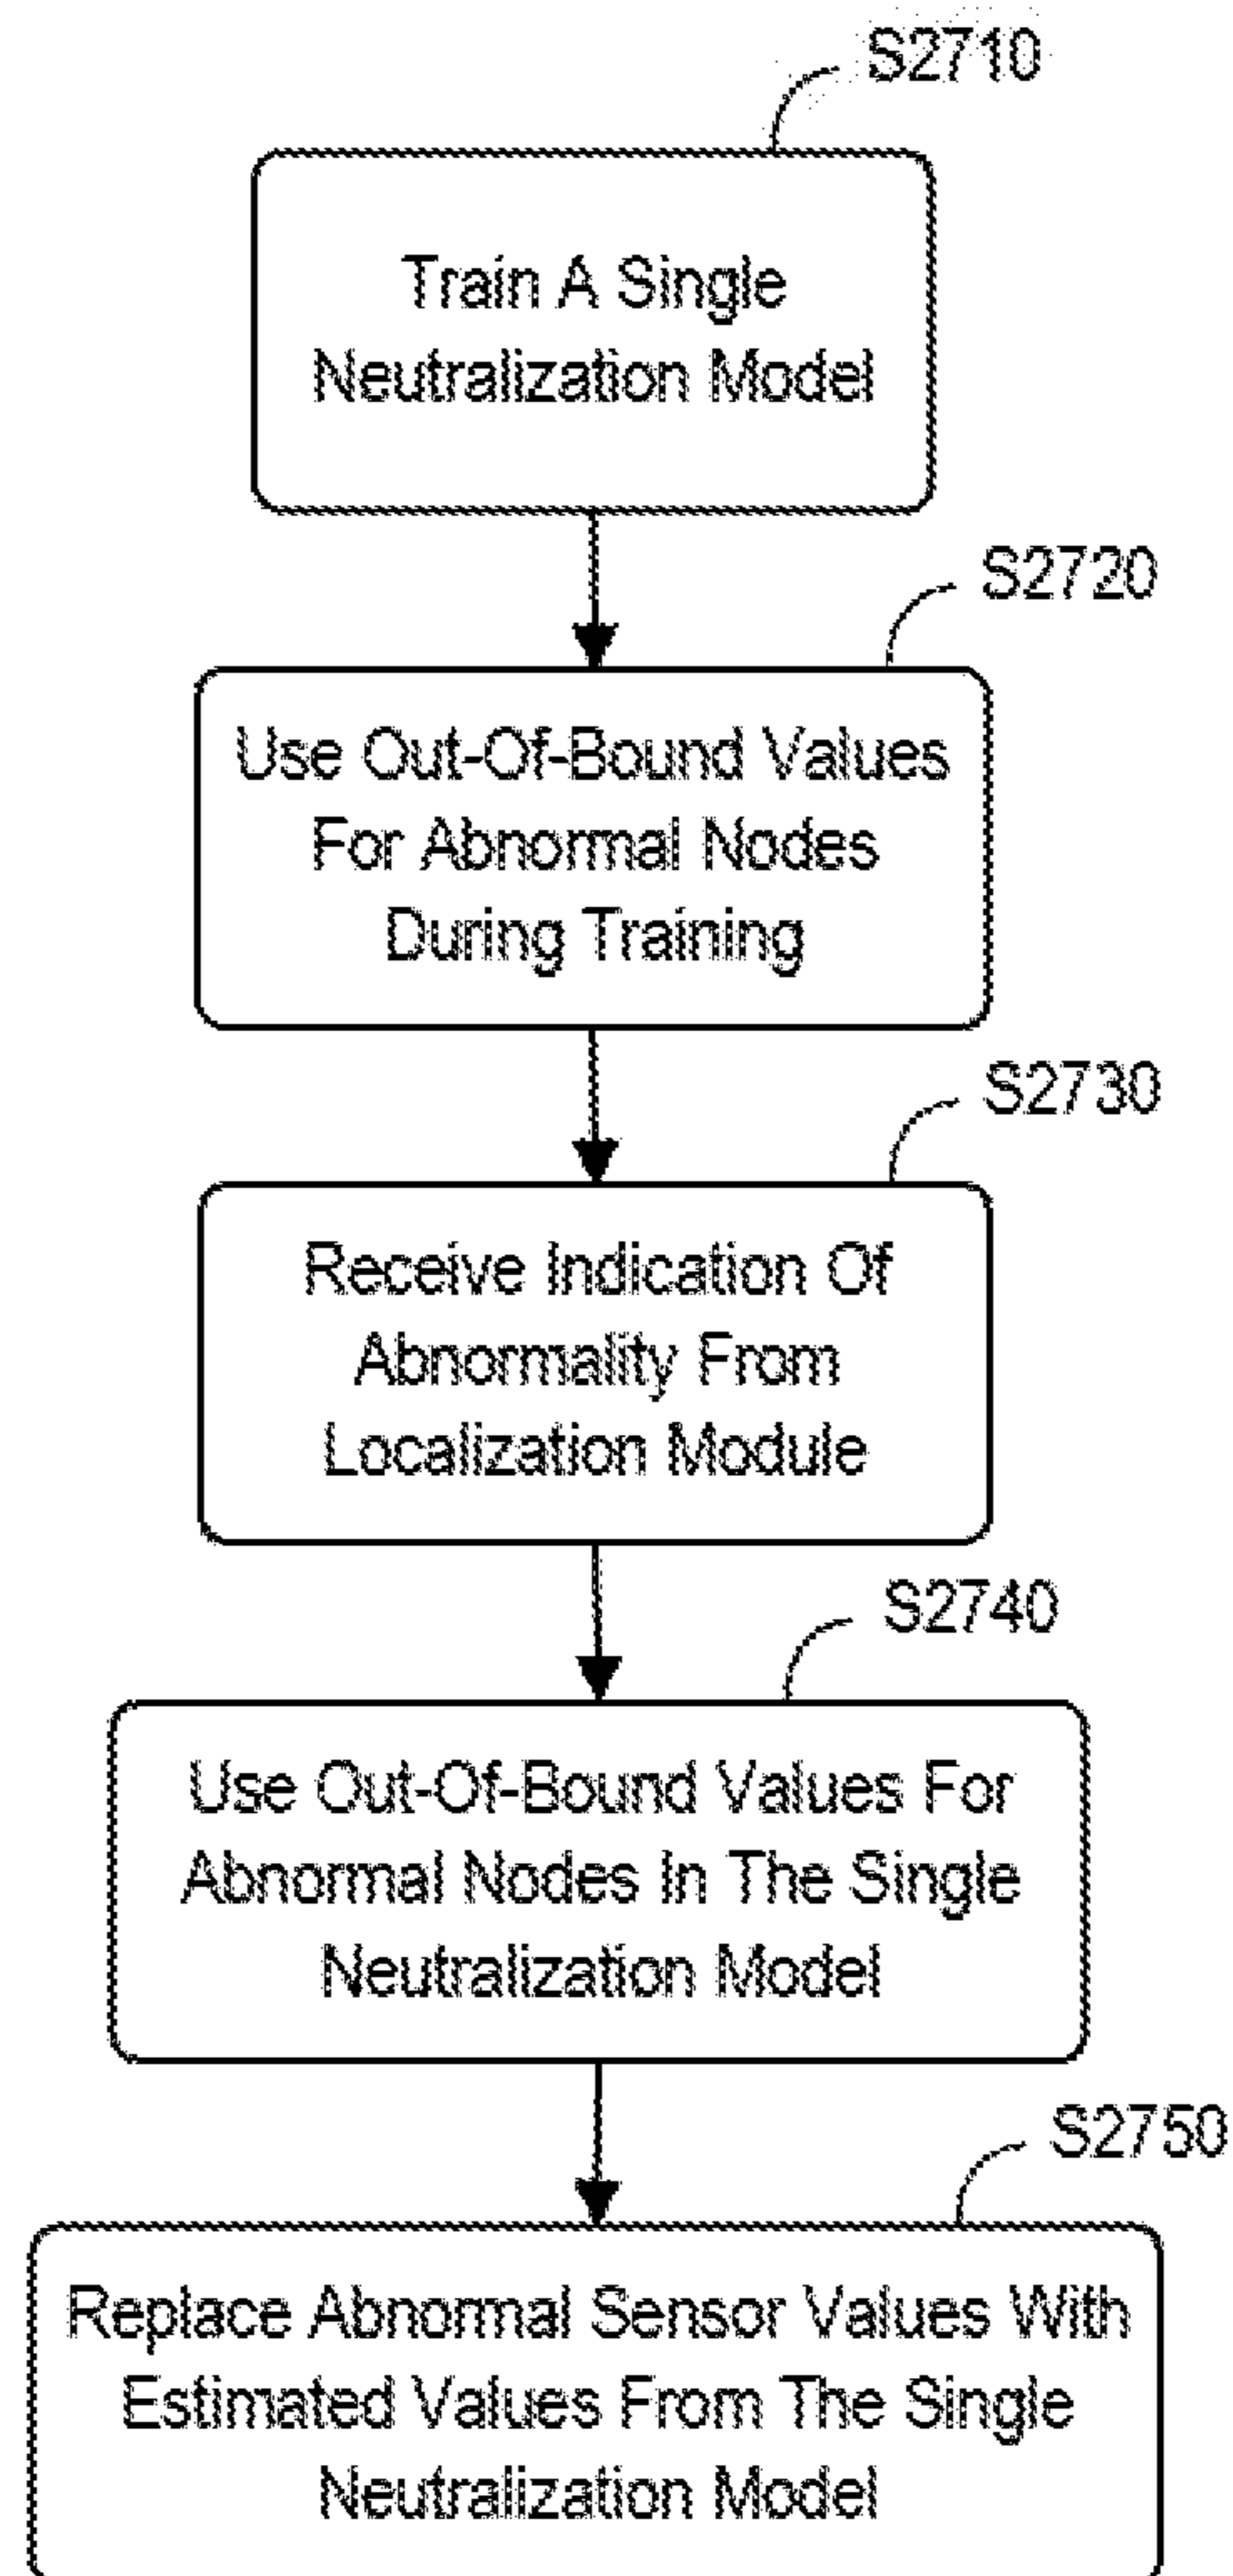 S2710
Train A Single
Neutralization Model
S2720
Use Out-Of-Bound Values
For Abnormal Nodes
During Training
S2730
Receive Indication Of
Abnormality From
Localization Module
S2740
Use Out-Of-Bound Values For
Abnormal Nodes In The Single
Neutralization Model
S2750
Replace Abnormal Sensor Values With
Estimated Values From The Single
Neutralization Model